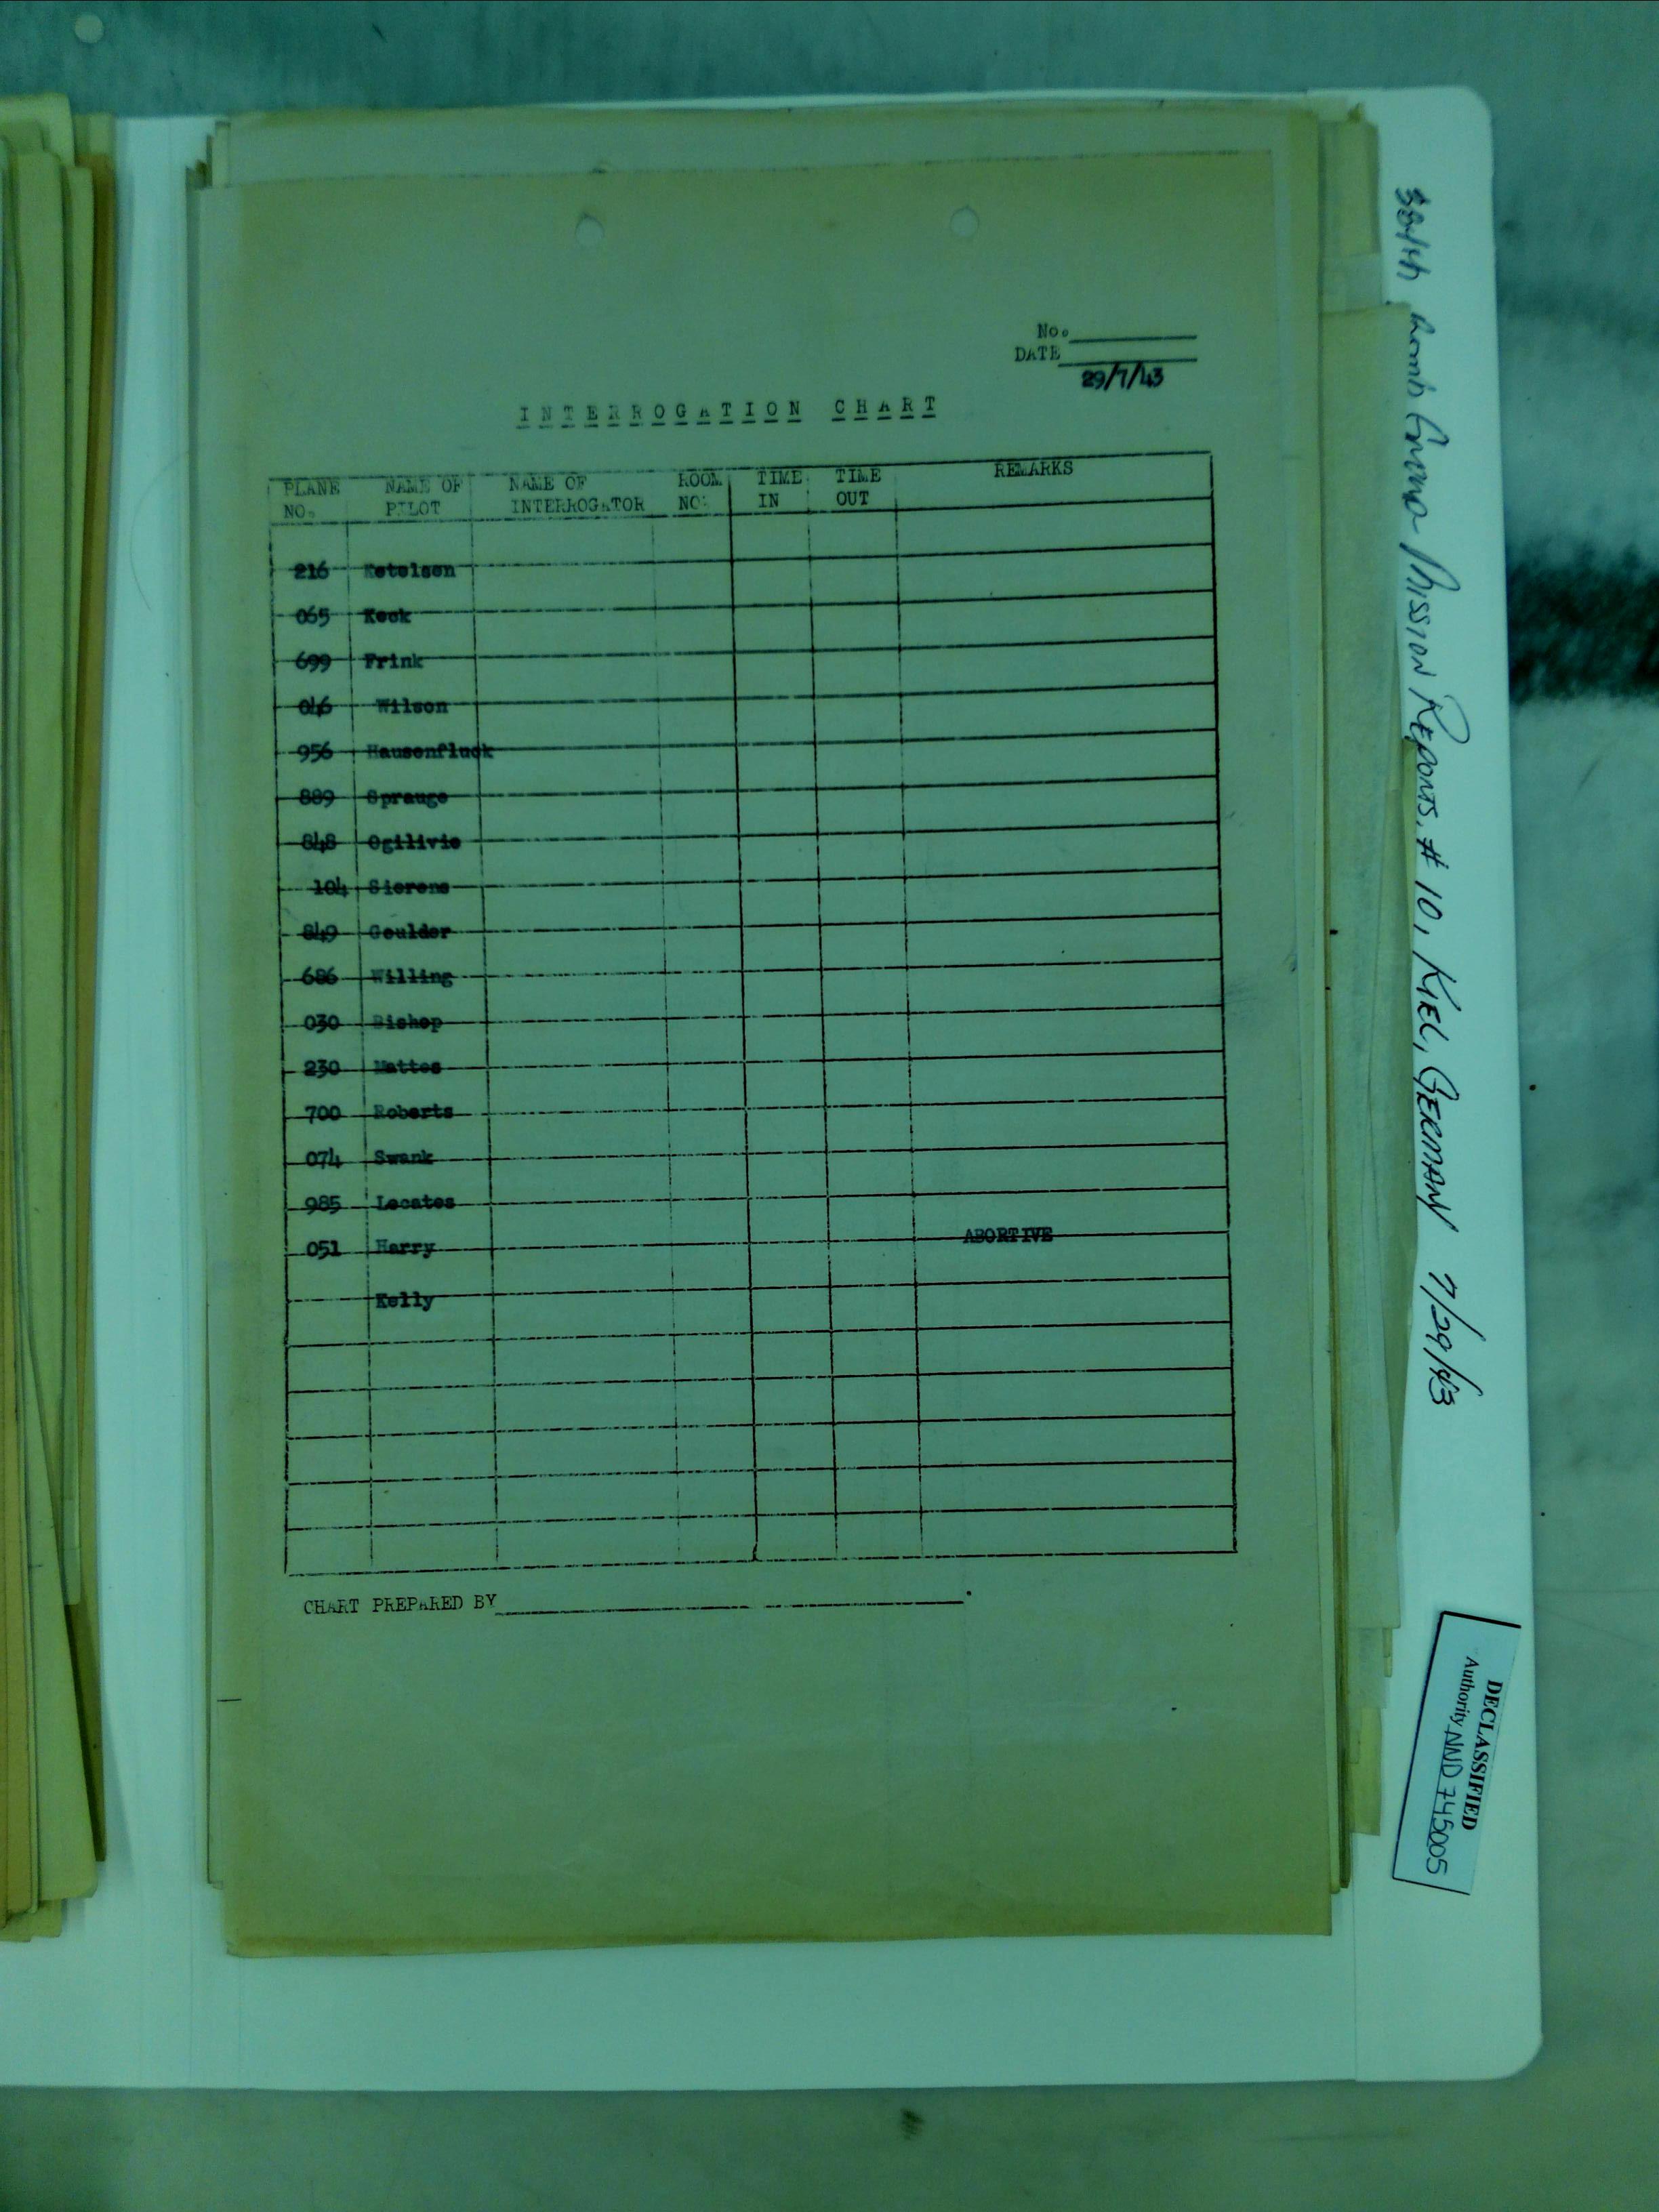 No.
DATE
29/7/43
INTERROGATION CHART
PLANE NO. NAME OF PILOT NAME OF INTERROGATOR ROOM NO. TIME IN TIME OUT REMARKS
216 Ketelsen
065 Keck
699 Frink
046 Wilson
956 Hausenfluck
889 Sprauge
848 Ogilivie
104 Sierens
849 Goulder
686 Willing
030 Bishop
230 Mattes
700 Roberts
074 Swank
985 Lecates
051 Harry ABORTIVE
Kelly
CHART PREPARED BY .
Bomb Group Mission Reports, # 10, KIEL, GERMAN 7/29/43
DECLASSIFIED
Authority NND 745005